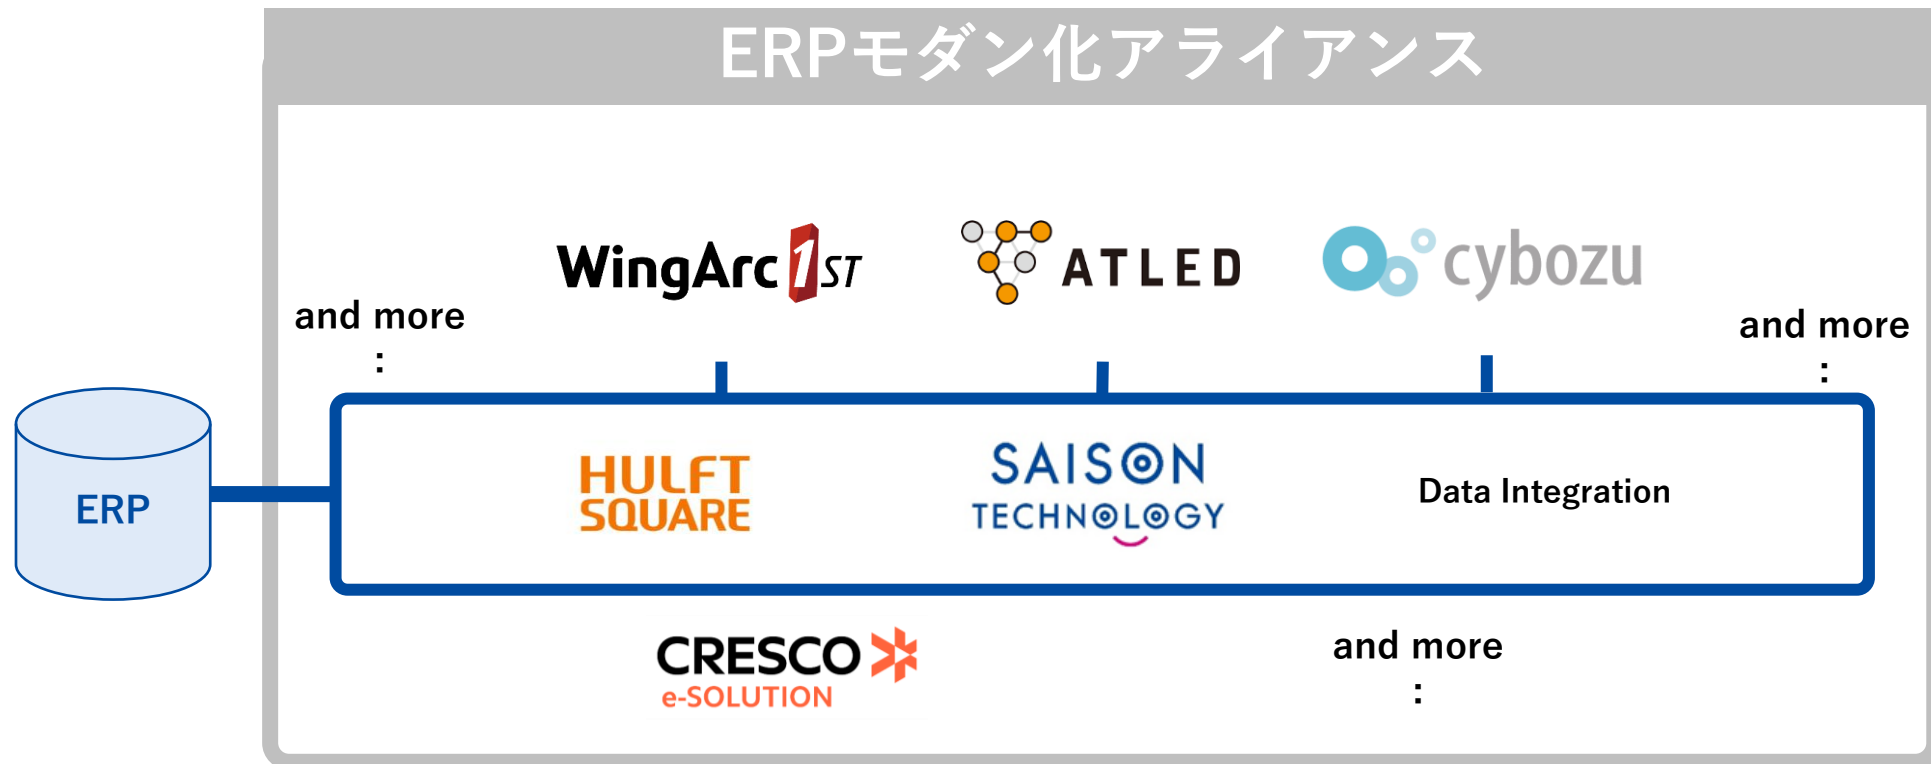 ERPモダン化アライアンス
WingArc 1ST
ATLED
cybozu
and more
:
and more
:
ERP
HULFT
SQUARE
SAISON
TECHNOLOGY
Data Integration
CRESCO
e-SOLUTION
and more
: